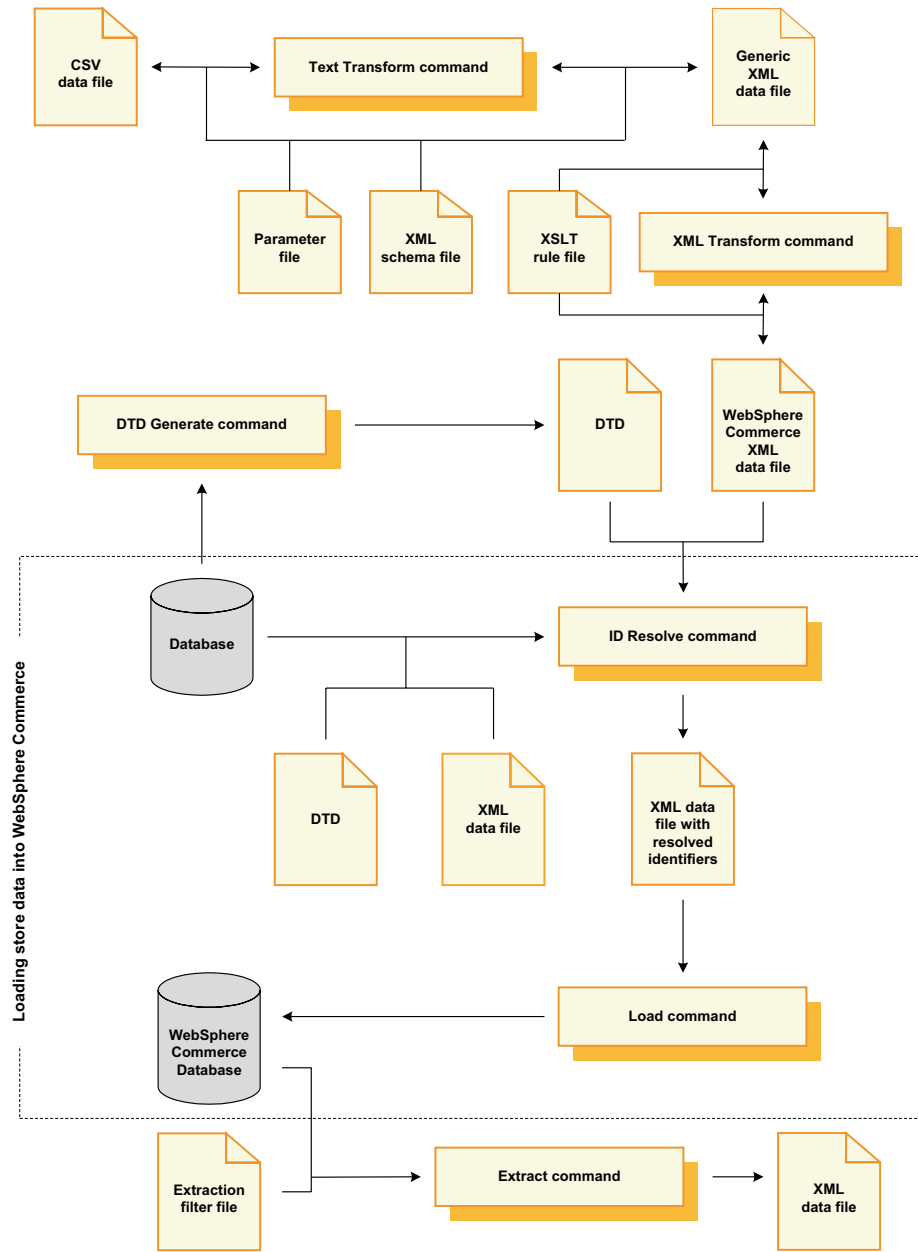 CSV
data file
Text Transform command
Generic
XML
data file
Parameter
file
XML
schema file
XSLT
rule file
XML Transform command
DTD Generate command
DTD
WebSphere
Commerce
XML
data file
Loading store data into WebSphere Commerce
Database
ID Resolve command
DTD
XML
data file
XML data
file with
resolved
identifiers
WebSphere
Commerce
Database
Load command
Extraction
filter file
Extract command
XML
data file